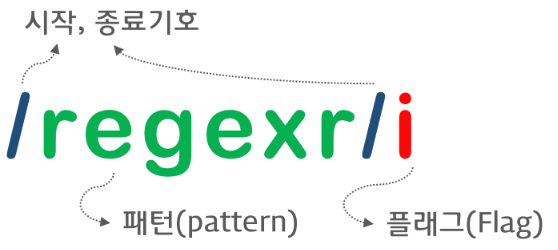 시작, 종료기호
/regexr/i
패턴(pattern)
플래그(Flag)